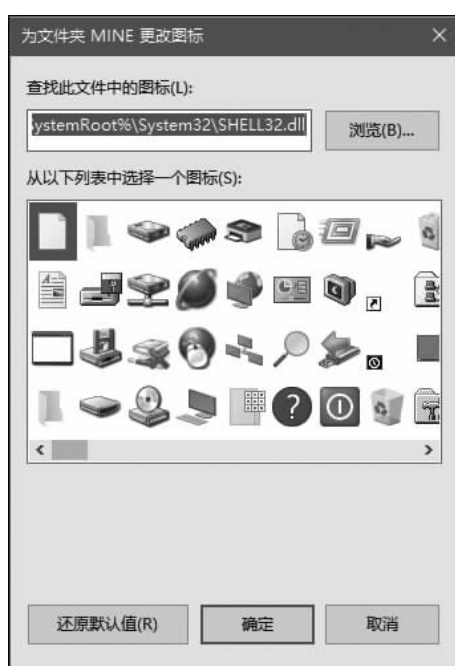 为文件夹 MINE 更改图标
查找此文件中的图标(L):
ystemRoot%\System32\SHELL32.dll
浏览(B)...
从以下列表中选择一个图标(S):
还原默认值(R)
确定
取消